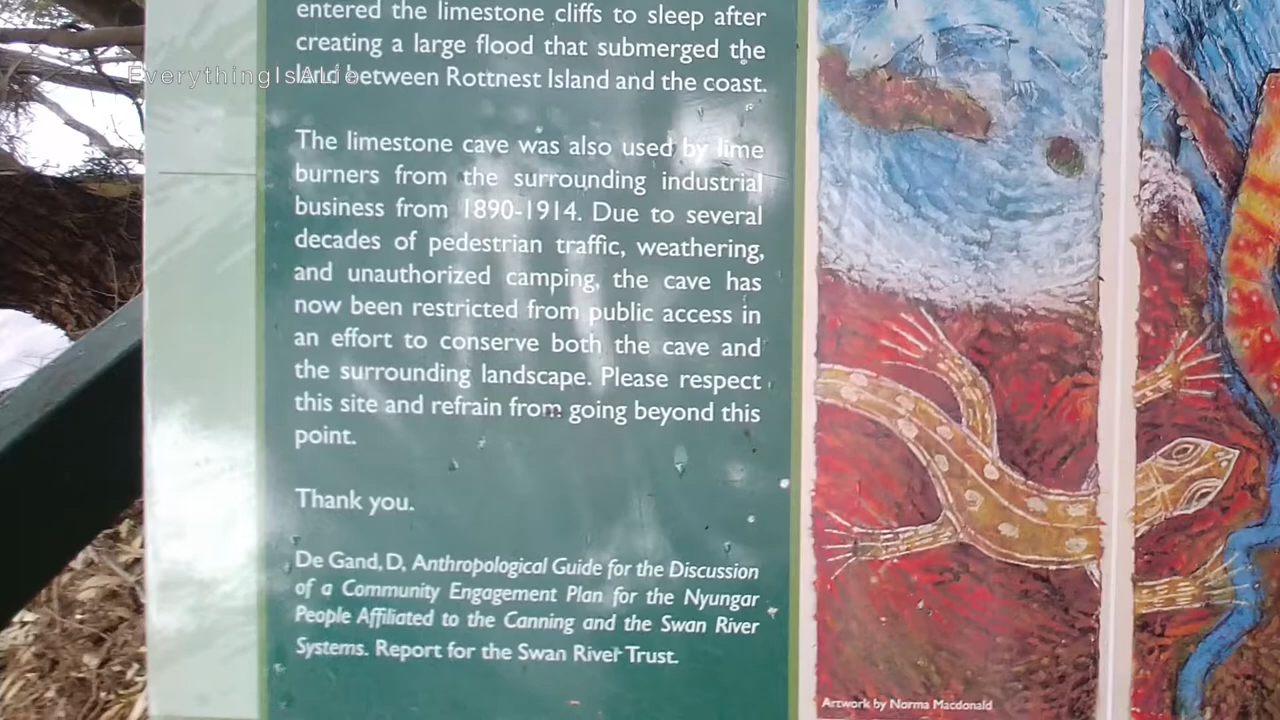 entered the limestone cliffs to sleep after
creating a large flood that submerged the
land between Rottnest Island and the coast.
EverythingIsALie
The limestone cave was also used by lime
burners from the surrounding industrial
business from 1890-1914. Due to several
decades of pedestrian traffic, weathering,
and unauthorized camping, the cave has
now been restricted from public access in
an effort to conserve both the cave and
the surrounding landscape. Please respect
this site and refrain from going beyond this
point.
Thank you.
De Gand, D, Anthropological Guide for the Discussion
of a Community Engagement Plan for the Nyungar
People Affiliated to the Canning and the Swan River
Systems. Report for the Swan River Trust.
Artwork by Norma Macdonald